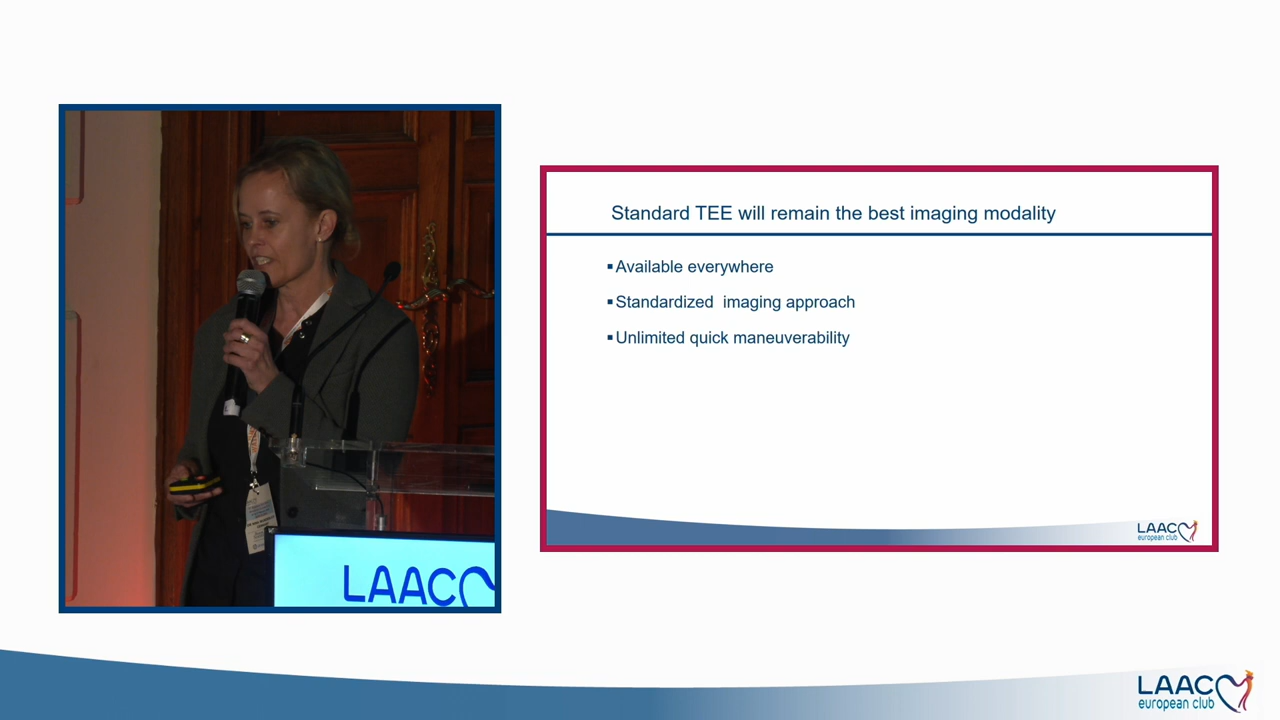 LAAC
Standard TEE will remain the best imaging modality
▪Available everywhere
▪Standardized imaging approach
▪Unlimited quick maneuverability
LAAC
european club
LAAC
european club